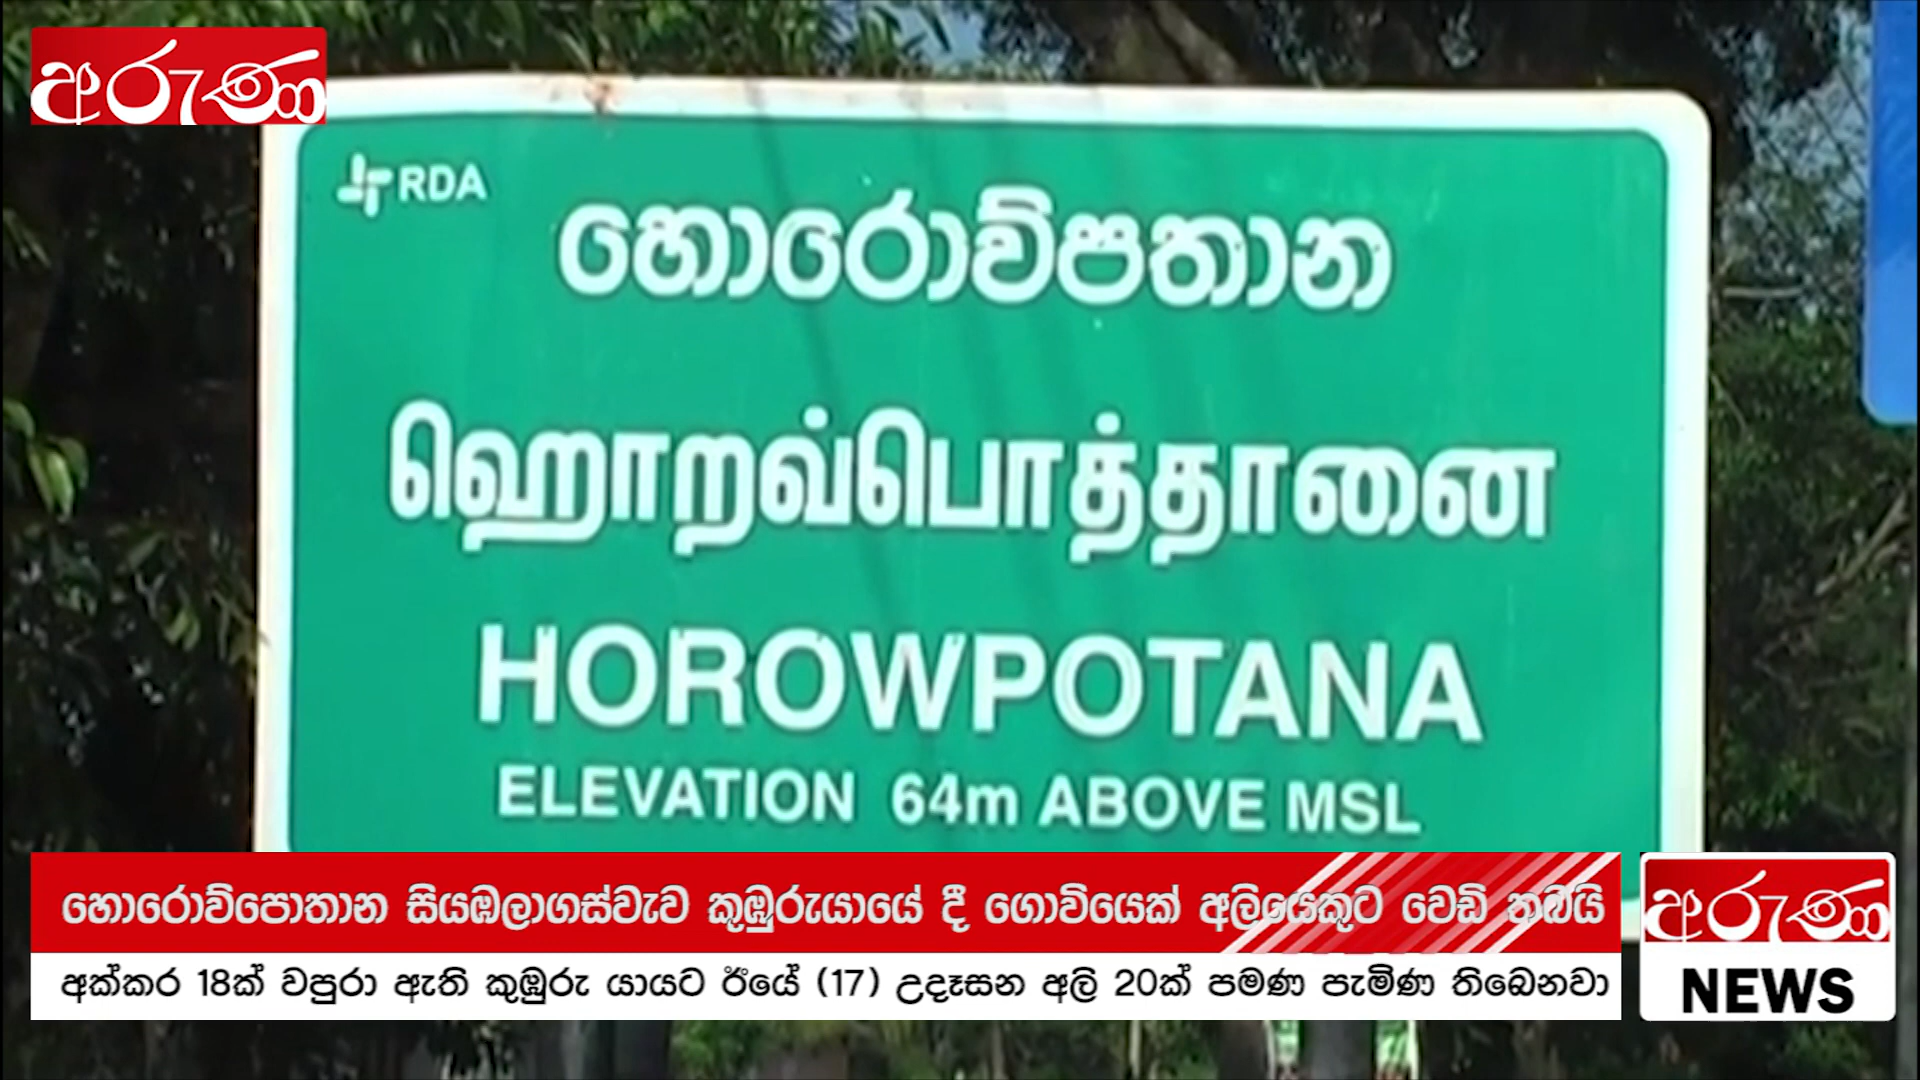 අරුණ
RDA
හොරොව්පතාන
ஹொறவ்பொத்தானை
HOROWPOTANA
ELEVATION 64m ABOVE MSL
හොරොව්පොතාන සියඹලාගස්වැව කුඹුරුයායේ දී ගොවියෙක් අලියෙකුට වෙඩි තබයි
අක්කර 18ක් වපුරා ඇති කුඹුරු යායට ඊයේ (17) උදෑසන අලි 20ක් පමණ පැමිණ තිබෙනවා
අරුණ
NEWS